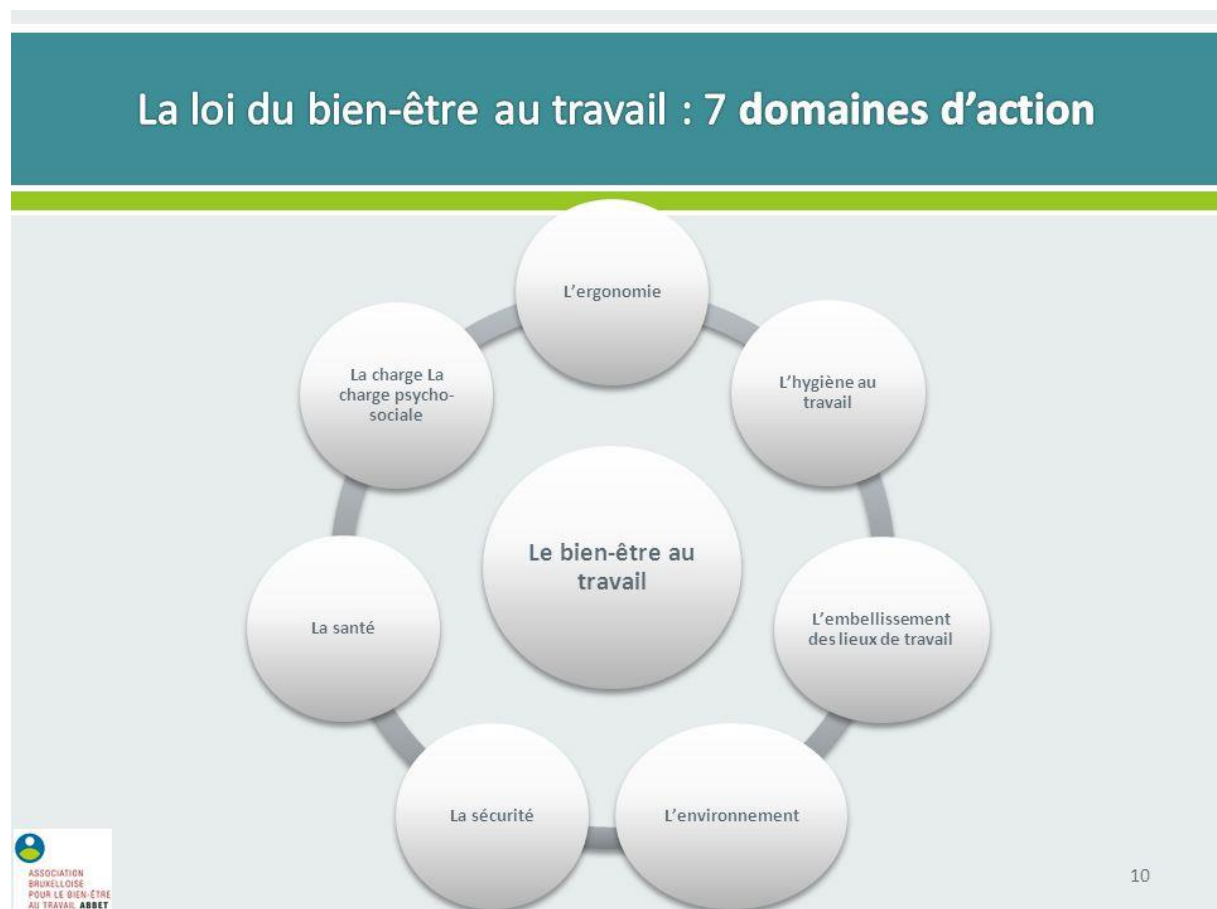 La loi du bien-être au travail : 7 domaines d'action
L'ergonomie
L'hygiène au
travail
L'embellissement
des lieux de travail
L'environnement
La sécurité
La santé
La charge La
charge psycho-
sociale
Le bien-être au
travail
ASSOCIATION
BRUXELLOISE
POUR LE BIEN-ÊTRE
AU TRAVAIL ABBET
10